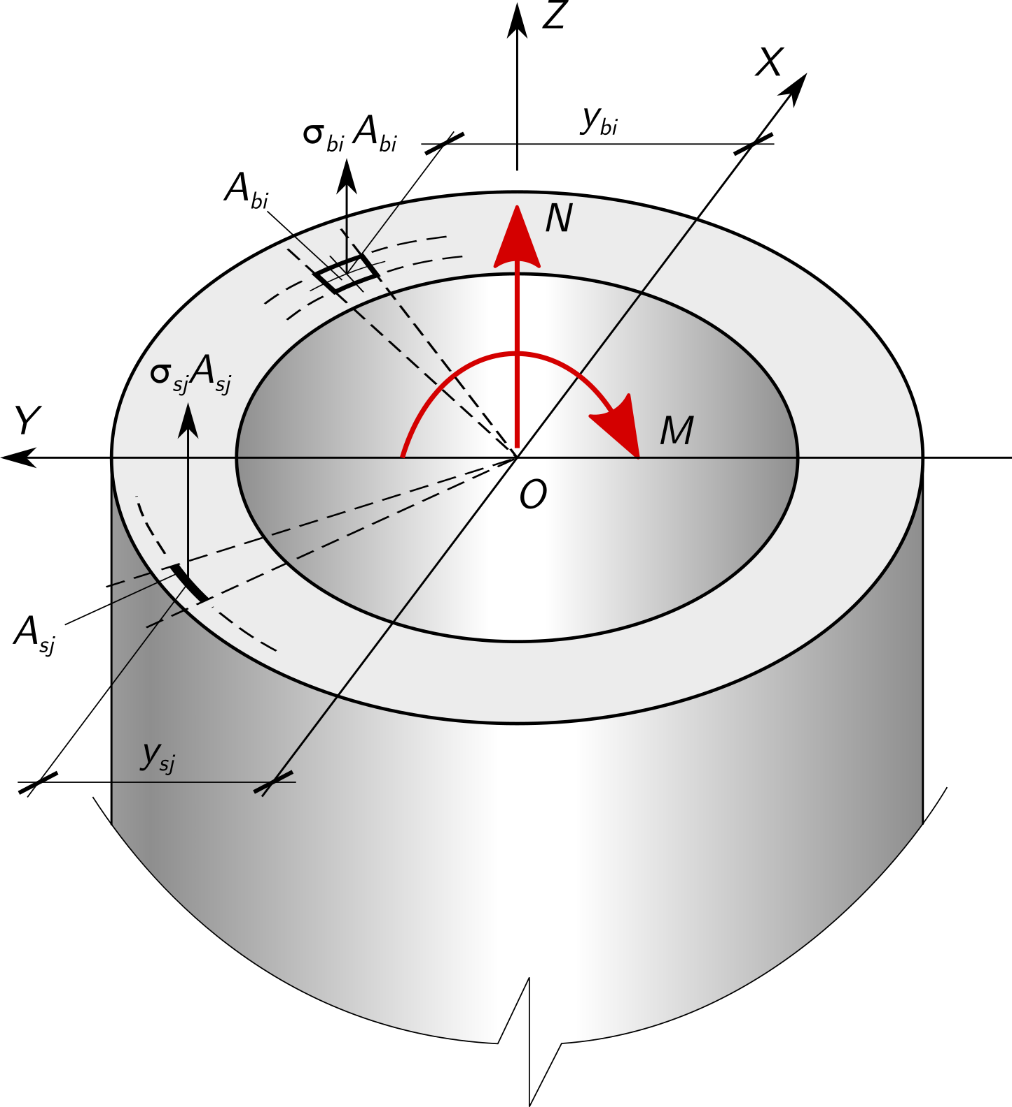 Z
X
y_bi
σ_bi A_bi
A_bi
N
σ_sj A_sj
Y
M
O
A_sj
y_sj